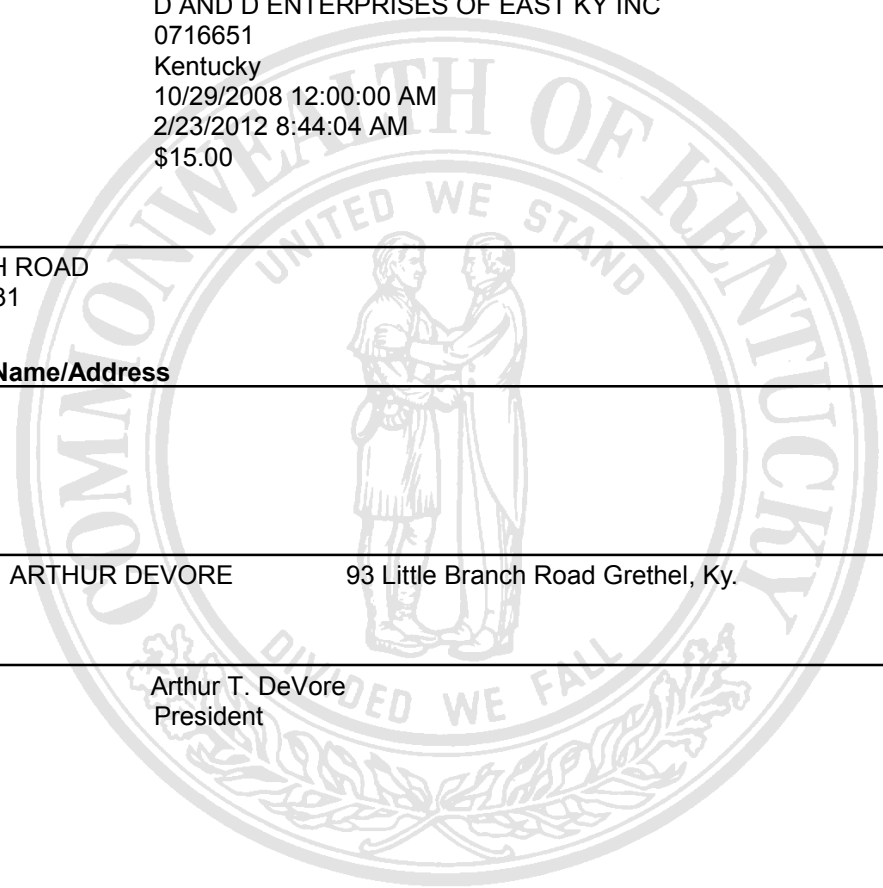 D AND D ENTERPRISES OF EAST KY INC
0716651
Kentucky
10/29/2008 12:00:00 AM
2/23/2012 8:44:04 AM
$15.00
COMMONWEALTH OF KENTUCKY
UNITED WE STAND
H ROAD
31
Name/Address
ARTHUR DEVORE 93 Little Branch Road Grethel, Ky.
DIVIDED WE FALL
Arthur T. DeVore
President